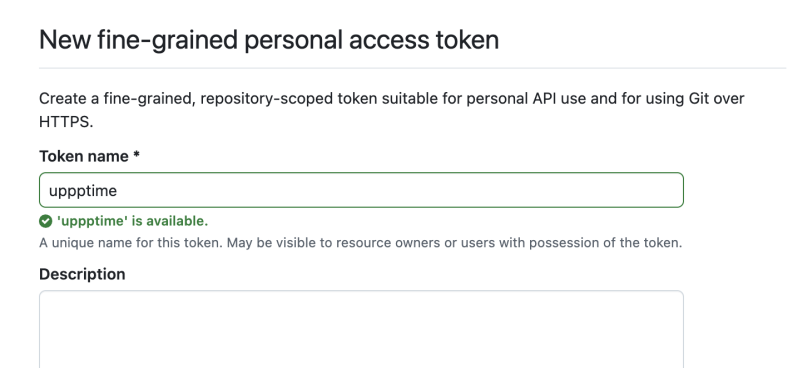 New fine-grained personal access token
Create a fine-grained, repository-scoped token suitable for personal API use and for using Git over
HTTPS.
Token name *
uppptime
'uppptime' is available.
A unique name for this token. May be visible to resource owners or users with possession of the token.
Description